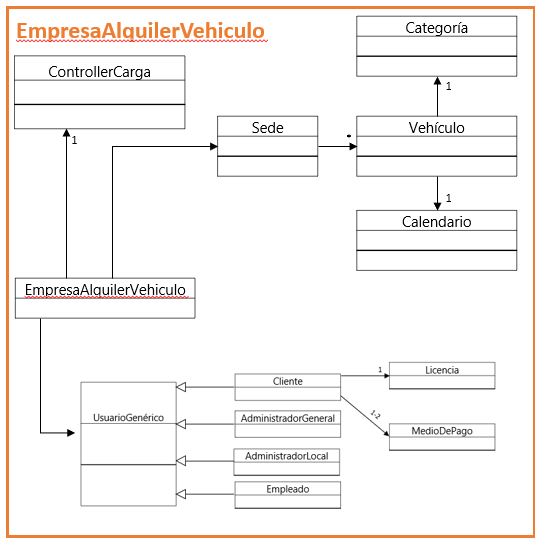 EmpresaAlquilerVehiculo
Categoría
ControllerCarga
1
1
Sede
*
Vehículo
1
Calendario
EmpresaAlquilerVehiculo
Cliente
1
Licencia
UsuarioGenérico
AdministradorGeneral
1-2
MedioDePago
AdministradorLocal
Empleado